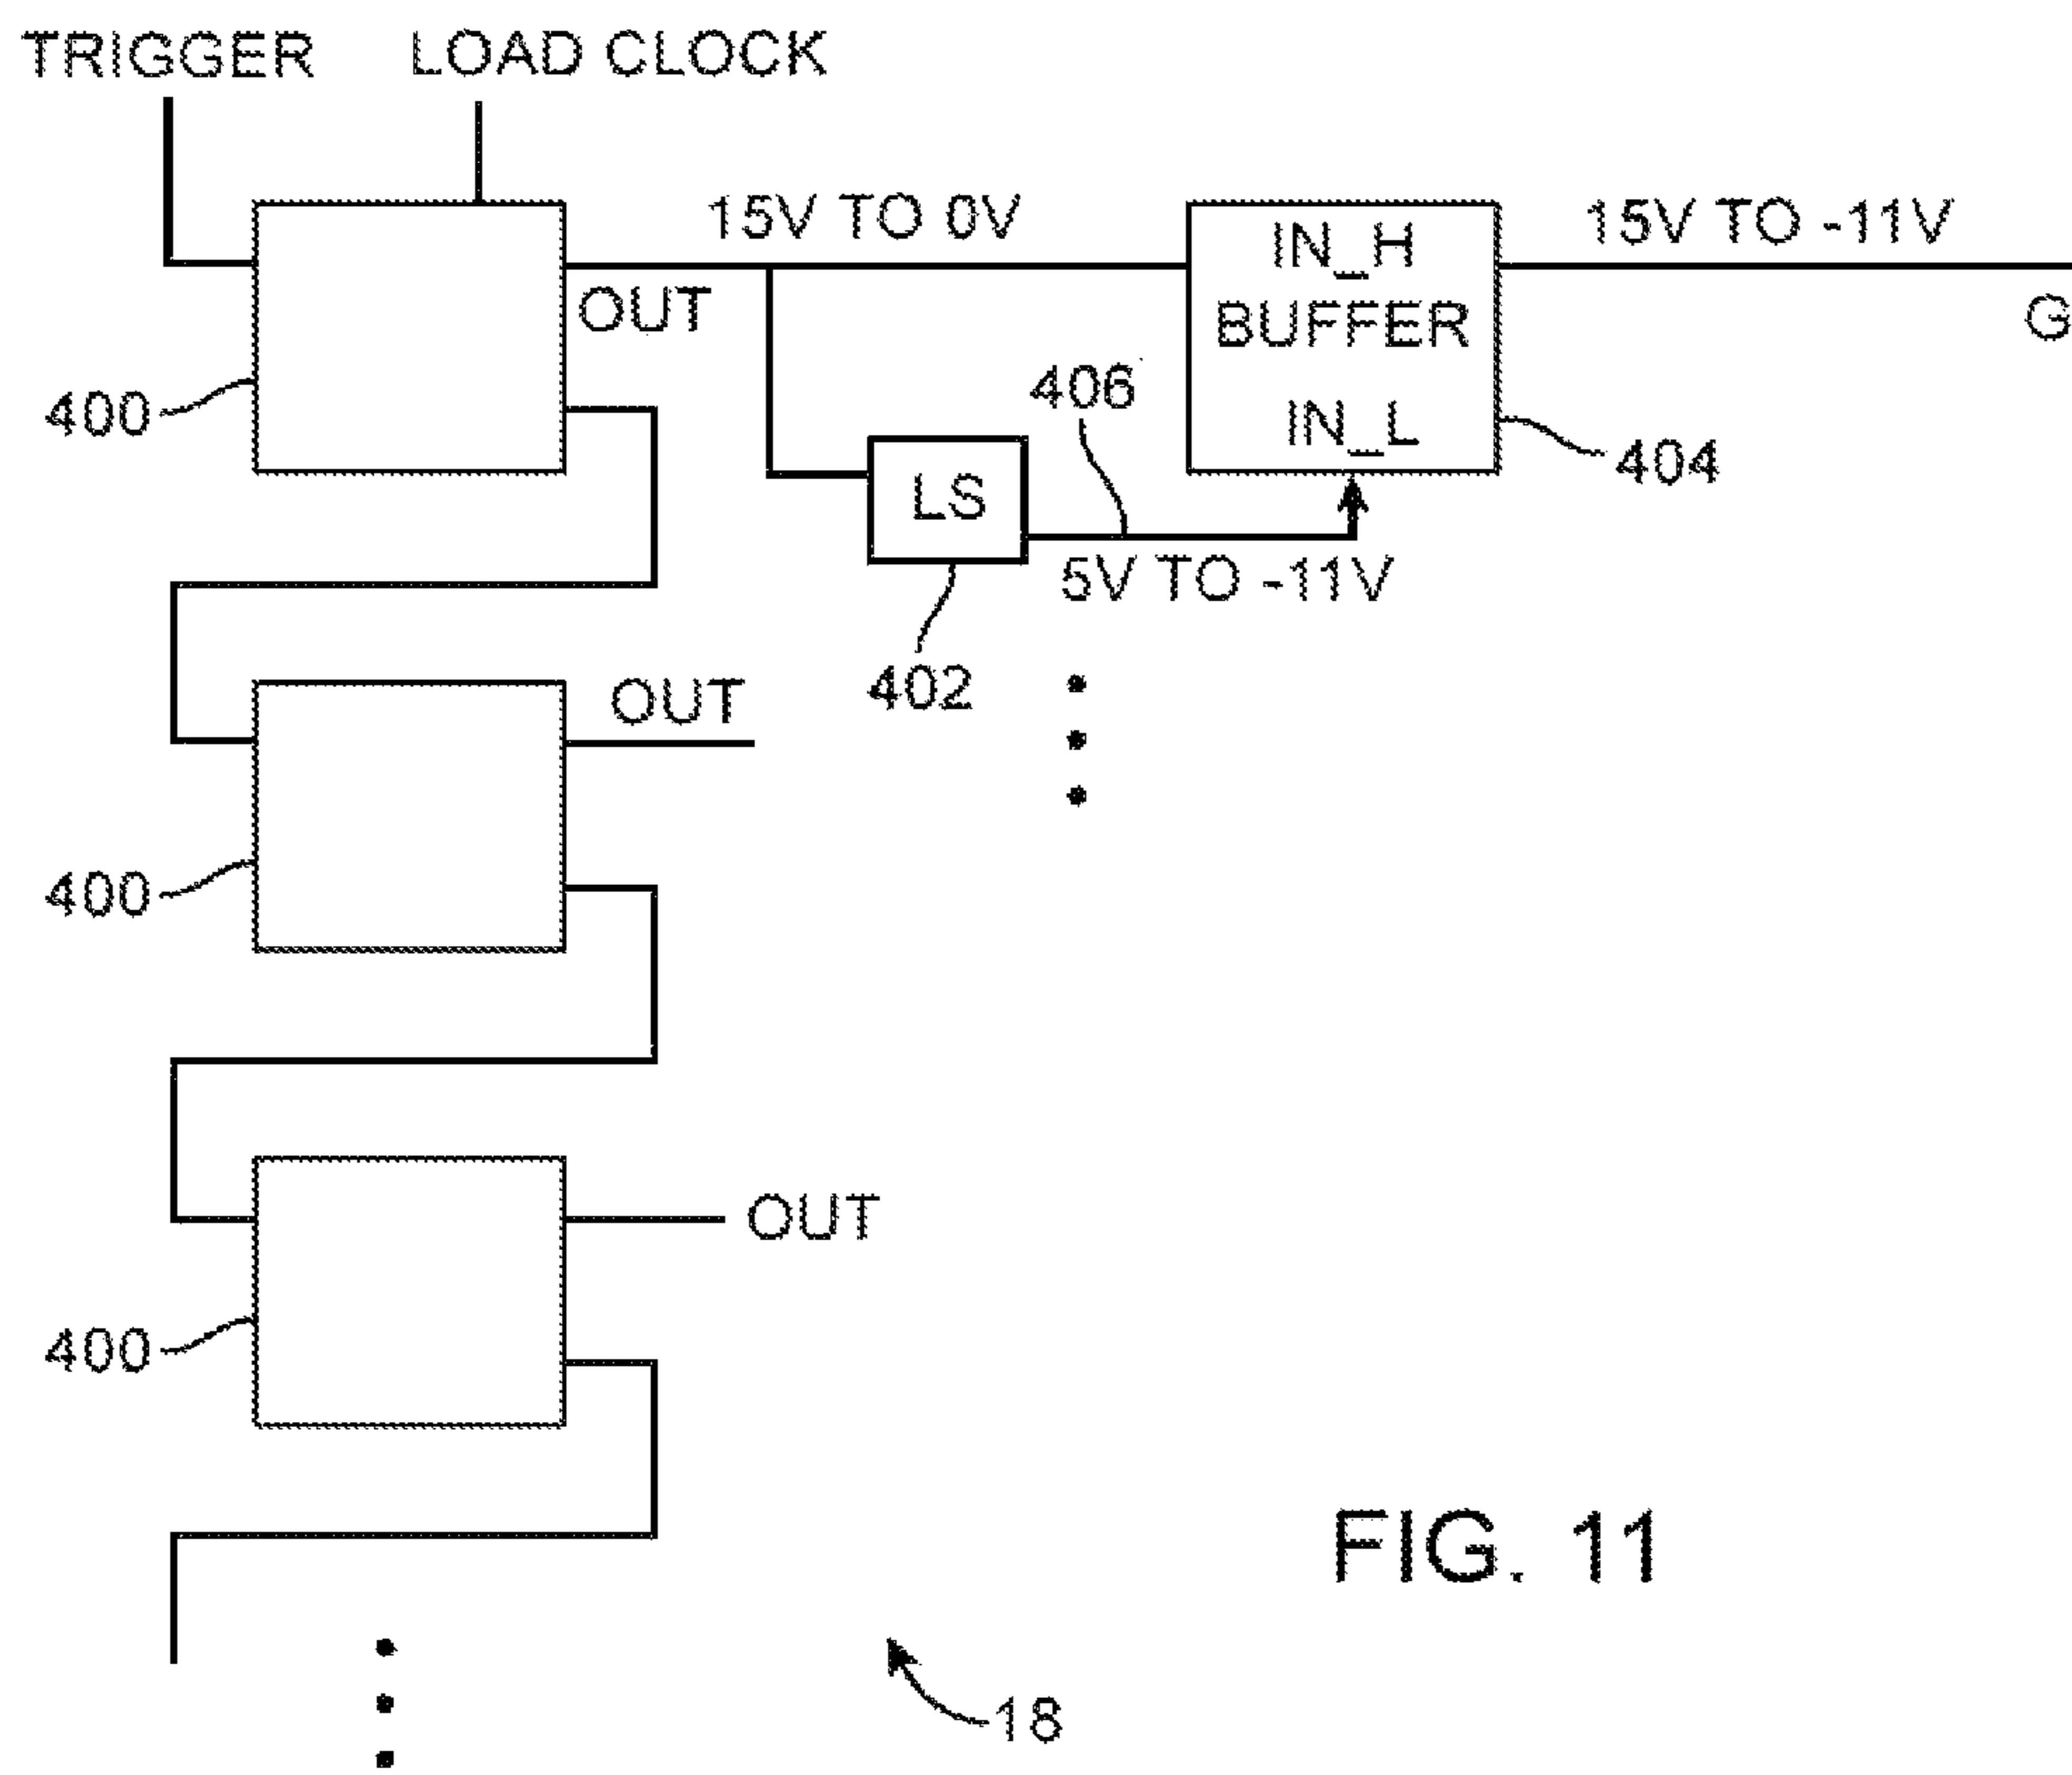 TRIGGER
LOAD CLOCK
15V TO 0V
15V TO -11V
OUT
G
IN_H
BUFFER
IN_L
400
406
404
LS
5V TO -11V
402
OUT
400
OUT
400
FIG. 11
18